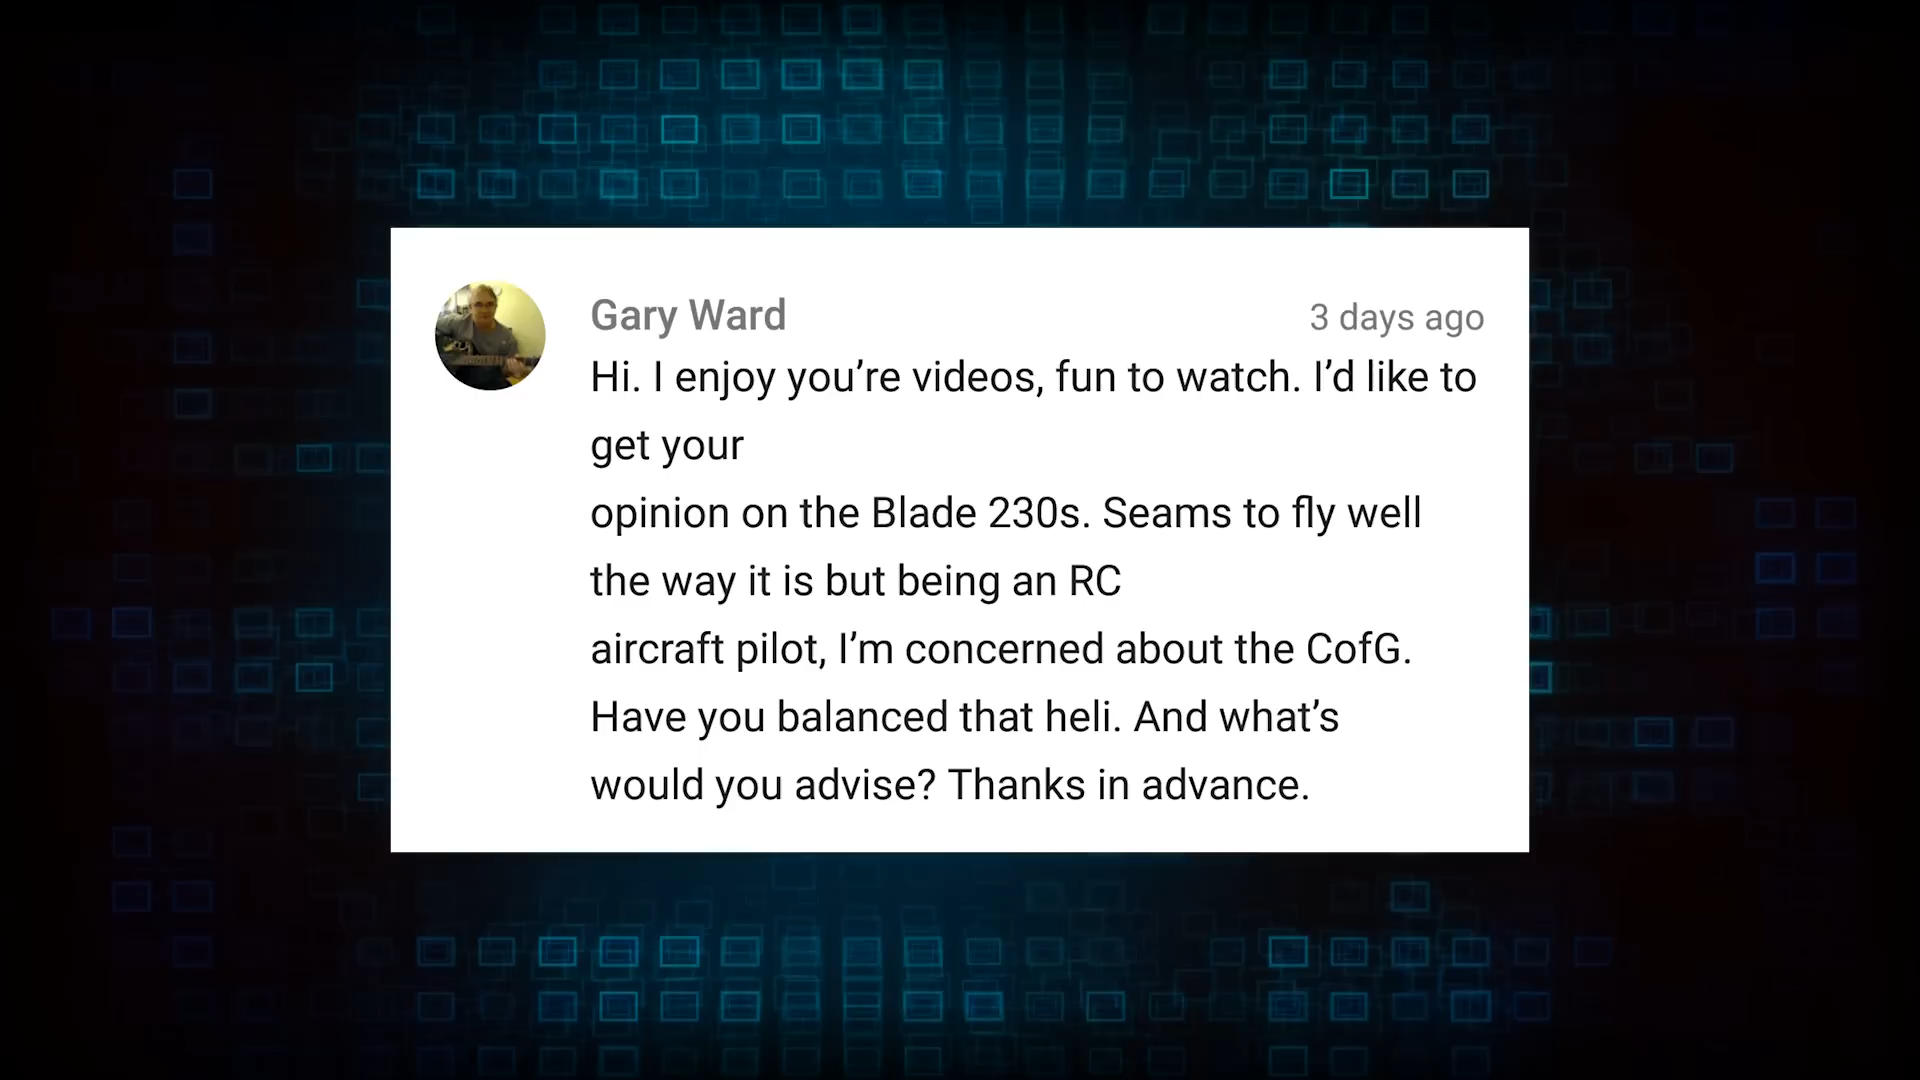 Gary Ward
3 days ago
Hi. I enjoy you’re videos, fun to watch. I’d like to
get your
opinion on the Blade 230s. Seams to fly well
the way it is but being an RC
aircraft pilot, I’m concerned about the CofG.
Have you balanced that heli. And what’s
would you advise? Thanks in advance.